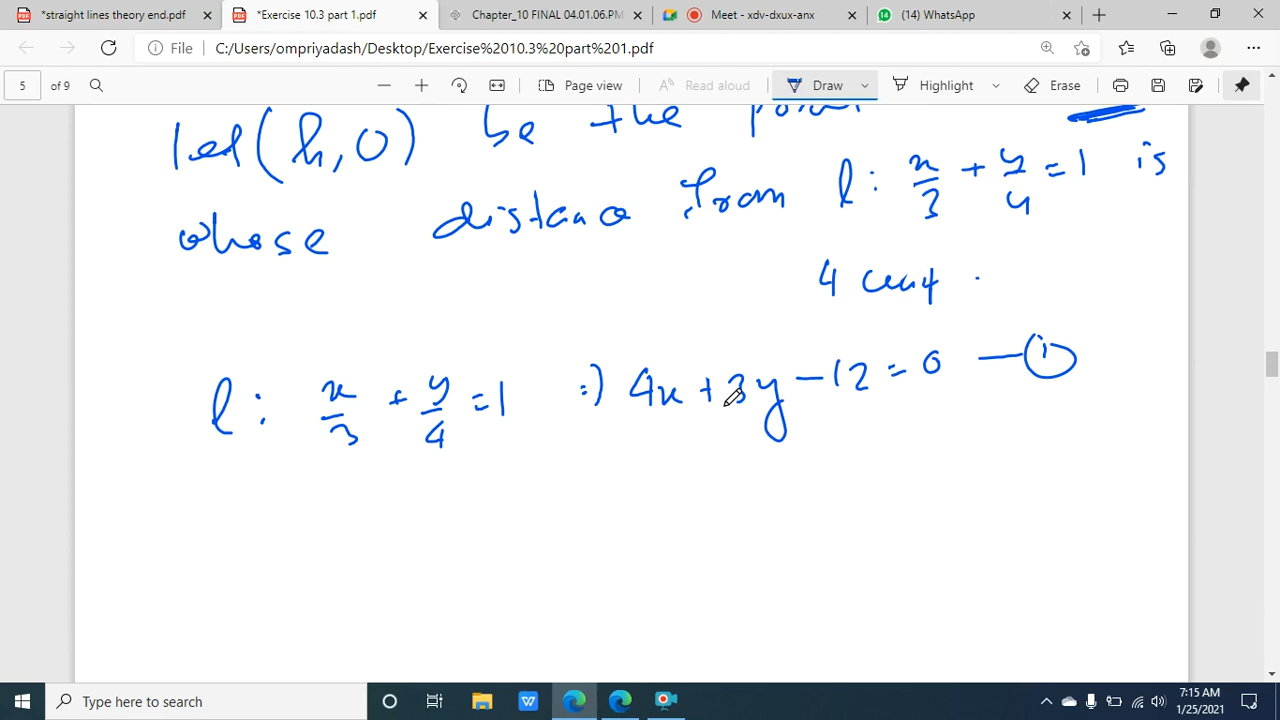 *straight lines theory end.pdf
*Exercise 10.3 part 1.pdf
Chapter_10 FINAL 04.01.06.PM
Meet - xdv-dxux-anx
(14) WhatsApp
File
C:/Users/ompriyadash/Desktop/Exercise%2010.3%20part%201.pdf
5 of 9
Page view
Read aloud
Draw
Highlight
Erase
let (h, 0) be the point
whose distance from l: x/3 + y/4 = 1 is
4 unit .
l: x/3 + y/4 = 1 => 4x + 3y - 12 = 0 — ①
Type here to search
7:15 AM
1/25/2021